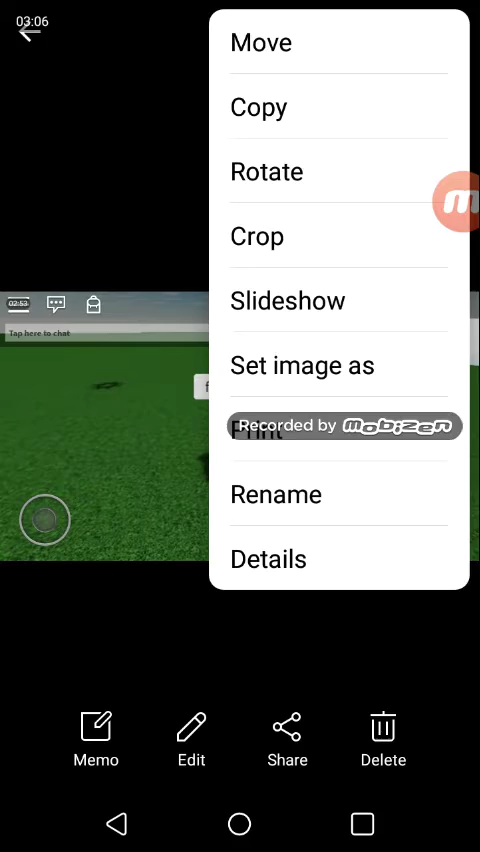 03:06
Move
Copy
Rotate
Crop
Slideshow
Set image as
Print
Recorded by mobizen
Rename
Details
02:53
Tap here to chat
f
Memo
Edit
Share
Delete